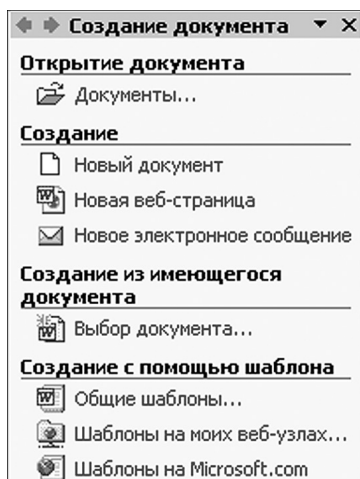 Создание документа
Открытие документа
Документы...
Создание
Новый документ
Новая веб-страница
Новое электронное сообщение
Создание из имеющегося
документа
Выбор документа...
Создание с помощью шаблона
Общие шаблоны...
Шаблоны на моих веб-узлах...
Шаблоны на Microsoft.com